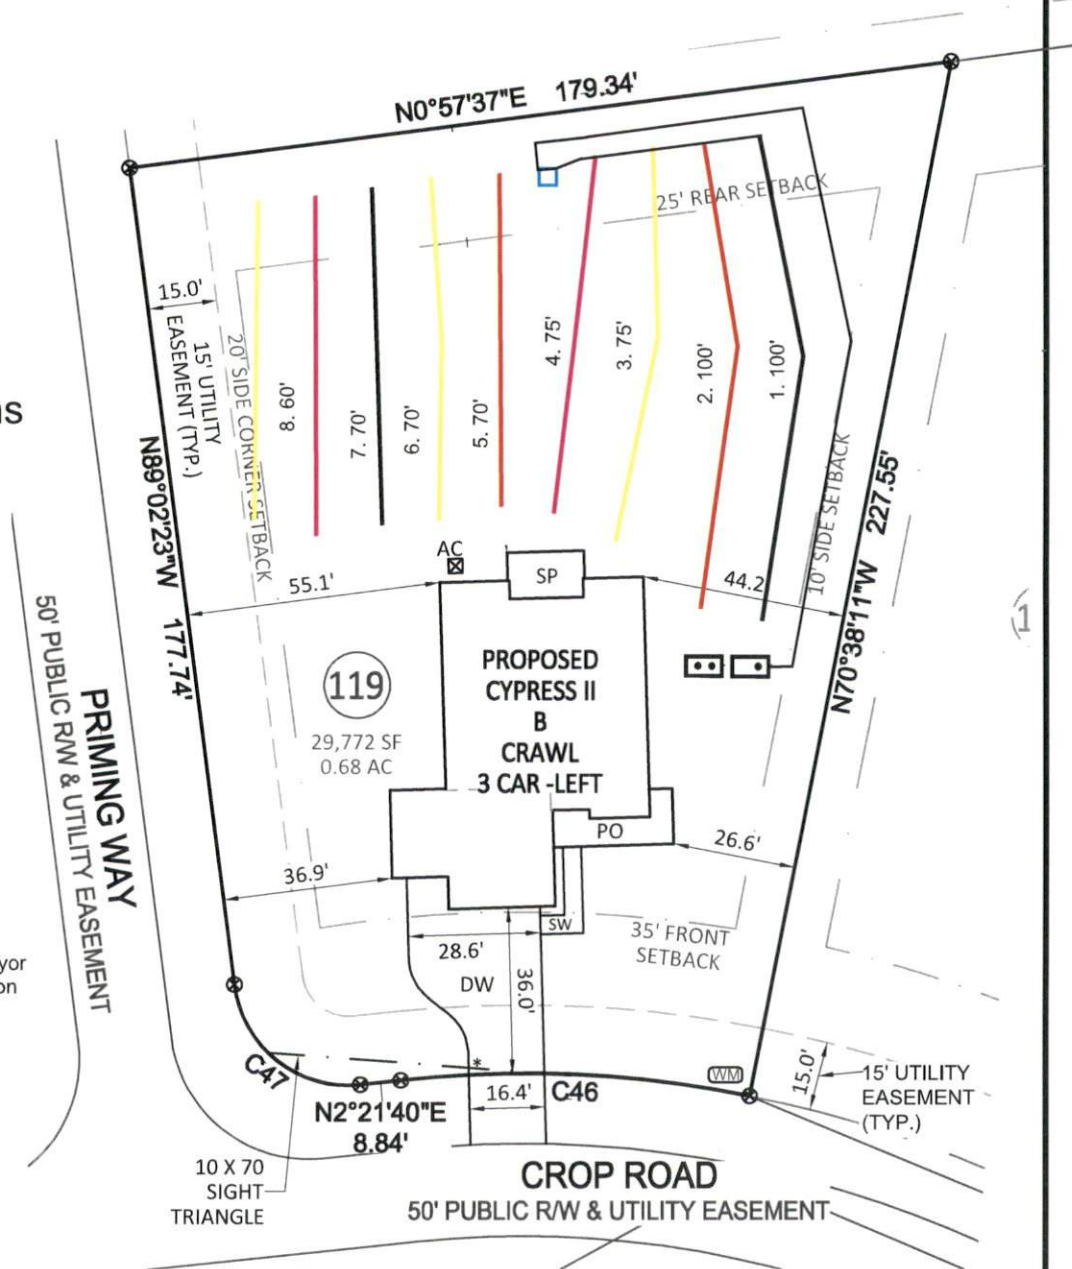 N0°57'37"E 179.34'
25' REAR SETBACK
15.0'
15' UTILITY
EASEMENT (TYP.)
20' SIDE CORNER SETBACK
8. 60'
7. 70'
6. 70'
5. 70'
4. 75'
3. 75'
2. 100'
1. 100'
10' SIDE SETBACK
N89°02'23"W 177.74'
N70°38'11"W 227.55'
AC
SP
55.1'
44.2
50' PUBLIC R/W & UTILITY EASEMENT
PRIMING WAY
119
29,772 SF
0.68 AC
PROPOSED
CYPRESS II
B
CRAWL
3 CAR -LEFT
PO
26.6'
36.9'
SW
28.6'
DW
36.0'
35' FRONT
SETBACK
*
C47
C46
WM
15.0'
15' UTILITY
EASEMENT
(TYP.)
N2°21'40"E
8.84'
16.4'
10 X 70
SIGHT
TRIANGLE
CROP ROAD
50' PUBLIC R/W & UTILITY EASEMENT